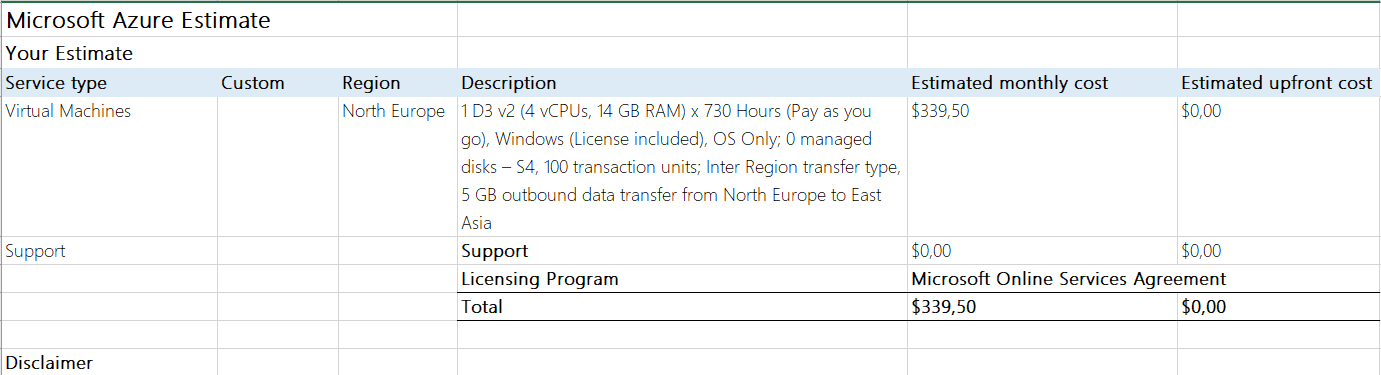 Microsoft Azure Estimate
Your Estimate
Service type Custom Region Description Estimated monthly cost Estimated upfront cost
Virtual Machines North Europe 1 D3 v2 (4 vCPUs, 14 GB RAM) x 730 Hours (Pay as you $339,50 $0,00
go), Windows (License included), OS Only; 0 managed
disks – S4, 100 transaction units; Inter Region transfer type,
5 GB outbound data transfer from North Europe to East
Asia
Support Support $0,00 $0,00
Licensing Program Microsoft Online Services Agreement
Total $339,50 $0,00
Disclaimer